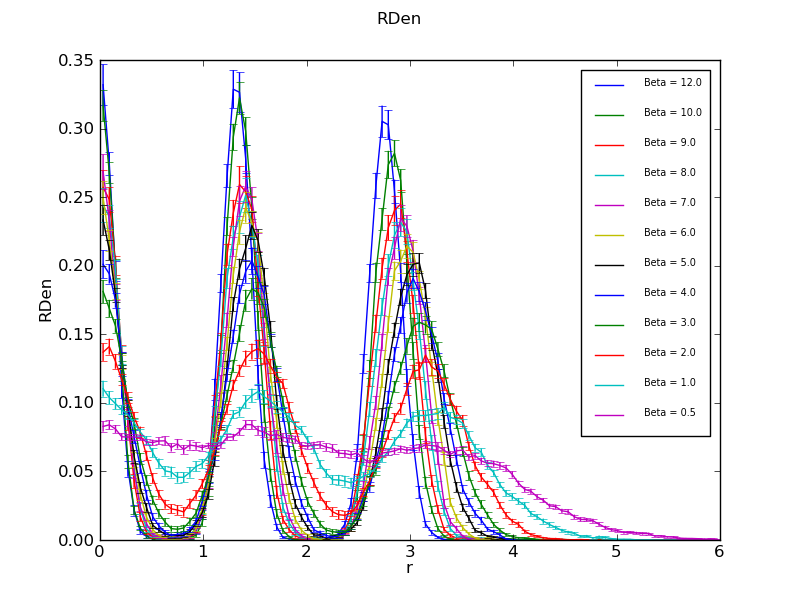 RDen
0.35
0.30
0.25
0.20
0.15
0.10
0.05
0.00
RDen
0
1
2
3
4
5
6
r
Beta = 12.0
Beta = 10.0
Beta = 9.0
Beta = 8.0
Beta = 7.0
Beta = 6.0
Beta = 5.0
Beta = 4.0
Beta = 3.0
Beta = 2.0
Beta = 1.0
Beta = 0.5